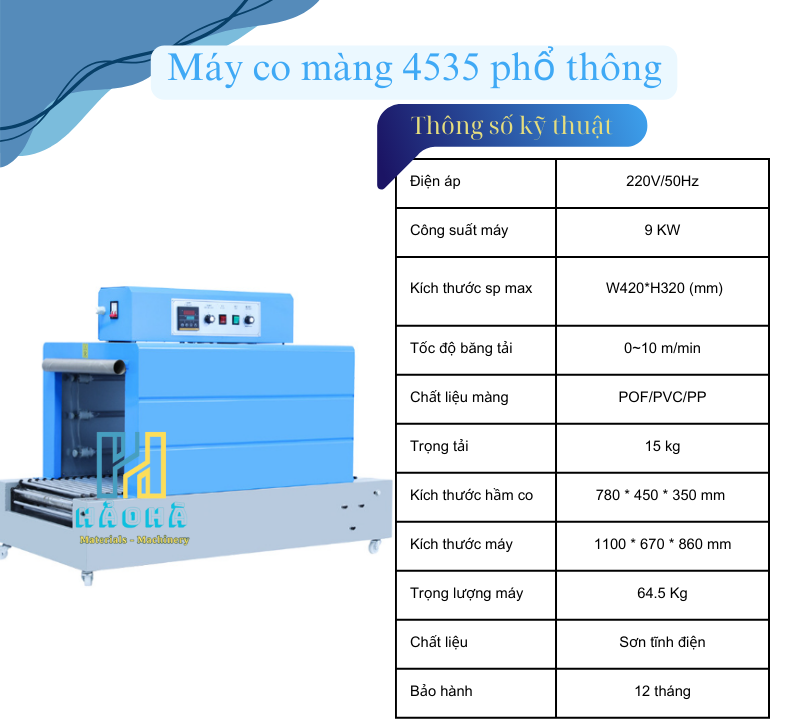 Máy co màng 4535 phổ thông
Thông số kỹ thuật
Điện áp 220V/50Hz
Công suất máy 9 KW
Kích thước sp max W420*H320 (mm)
Tốc độ băng tải 0~10 m/min
Chất liệu màng POF/PVC/PP
Trọng tải 15 kg
Kích thước hầm co 780 * 450 * 350 mm
Kích thước máy 1100 * 670 * 860 mm
Trọng lượng máy 64.5 Kg
Chất liệu Sơn tĩnh điện
Bảo hành 12 tháng
HÀOHÀ
Materials - Machinery